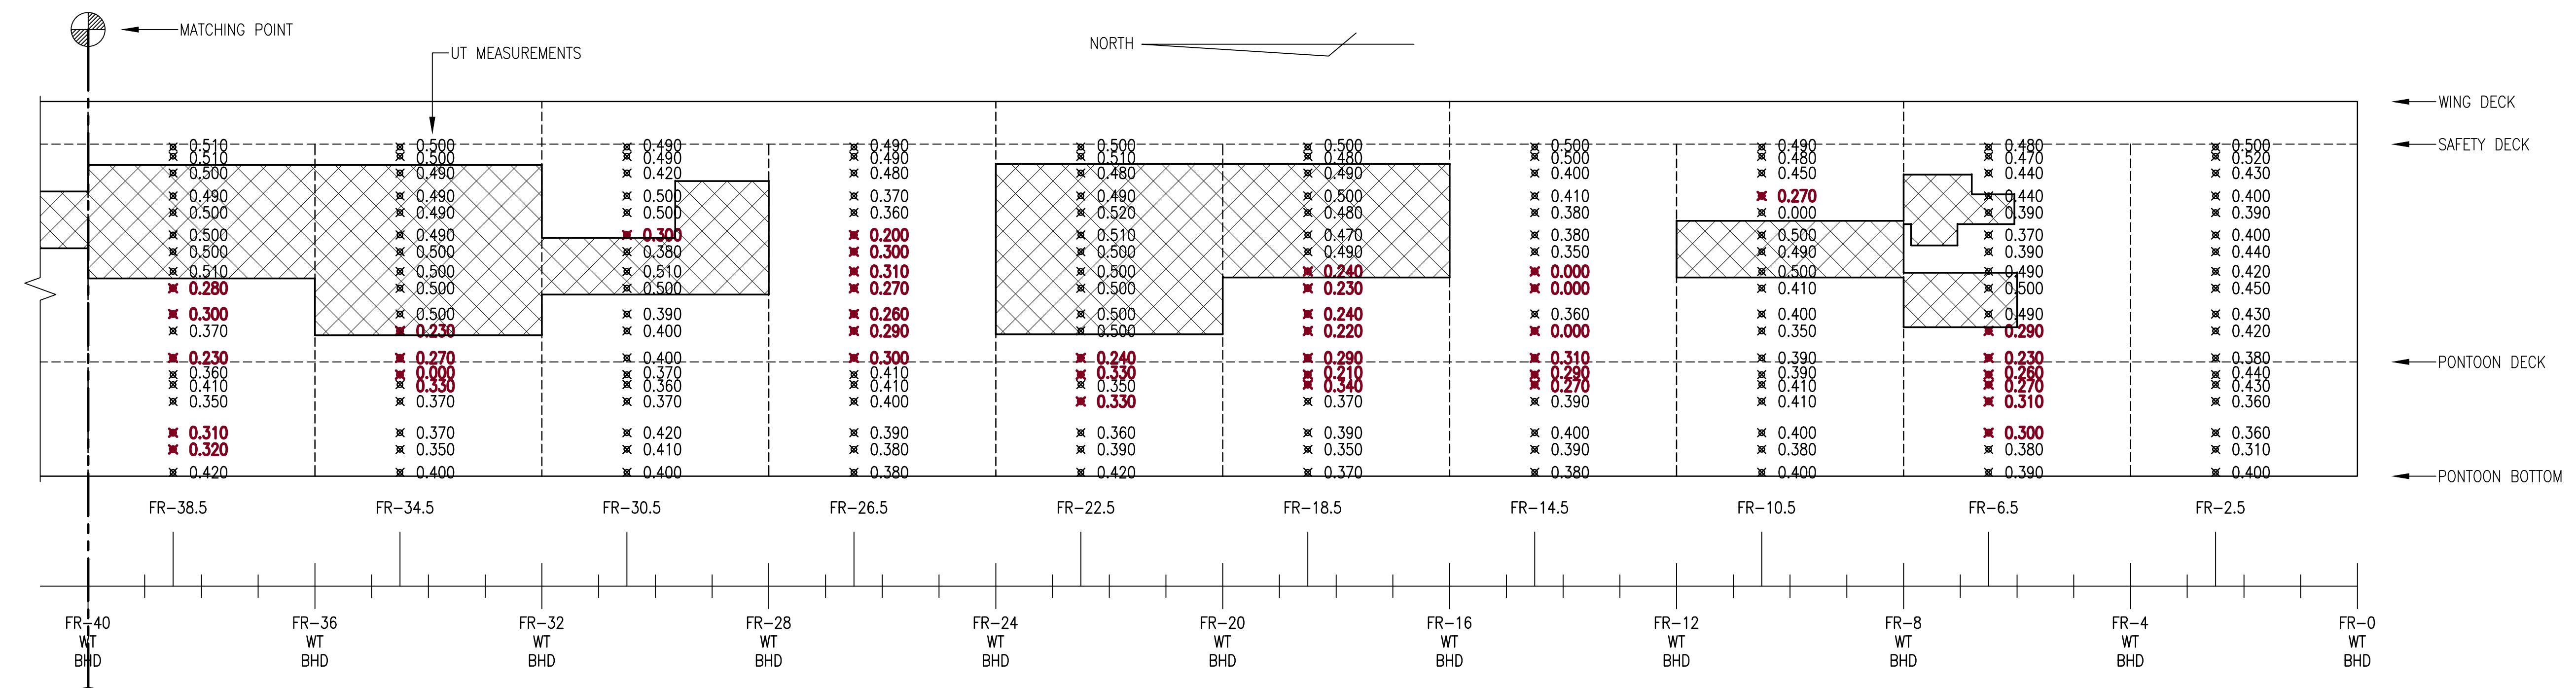 MATCHING POINT
NORTH
UT MEASUREMENTS
WING DECK
SAFETY DECK
0.510 0.500 0.490 0.490 0.500 0.500 0.500 0.490 0.480 0.500
0.510 0.500 0.490 0.490 0.510 0.480 0.500 0.480 0.470 0.520
0.500 0.490 0.420 0.480 0.480 0.490 0.400 0.450 0.440 0.430
0.490 0.490 0.500 0.370 0.490 0.500 0.410 0.270 0.440 0.400
0.500 0.490 0.500 0.360 0.520 0.480 0.380 0.000 0.390 0.390
0.500 0.490 0.300 0.200 0.510 0.470 0.380 0.500 0.370 0.400
0.500 0.500 0.380 0.300 0.500 0.490 0.350 0.490 0.390 0.440
0.510 0.500 0.510 0.310 0.500 0.240 0.000 0.500 0.490 0.420
0.280 0.500 0.500 0.270 0.500 0.230 0.000 0.410 0.500 0.450
0.300 0.500 0.390 0.260 0.500 0.240 0.360 0.400 0.490 0.430
0.370 0.230 0.400 0.290 0.500 0.220 0.000 0.350 0.290 0.420
0.230 0.270 0.400 0.300 0.240 0.290 0.310 0.390 0.230 0.380
PONTOON DECK
0.360 0.000 0.370 0.410 0.330 0.210 0.290 0.390 0.260 0.440
0.410 0.330 0.360 0.410 0.350 0.340 0.270 0.410 0.270 0.430
0.350 0.370 0.370 0.400 0.330 0.370 0.390 0.410 0.310 0.360
0.310 0.370 0.420 0.390 0.360 0.390 0.400 0.400 0.300 0.360
0.320 0.350 0.410 0.380 0.390 0.350 0.390 0.380 0.380 0.310
0.420 0.400 0.400 0.380 0.420 0.370 0.380 0.400 0.390 0.400
PONTOON BOTTOM
FR-38.5 FR-34.5 FR-30.5 FR-26.5 FR-22.5 FR-18.5 FR-14.5 FR-10.5 FR-6.5 FR-2.5
FR-40 FR-36 FR-32 FR-28 FR-24 FR-20 FR-16 FR-12 FR-8 FR-4 FR-0
WT WT WT WT WT WT WT WT WT WT WT
BHD BHD BHD BHD BHD BHD BHD BHD BHD BHD BHD